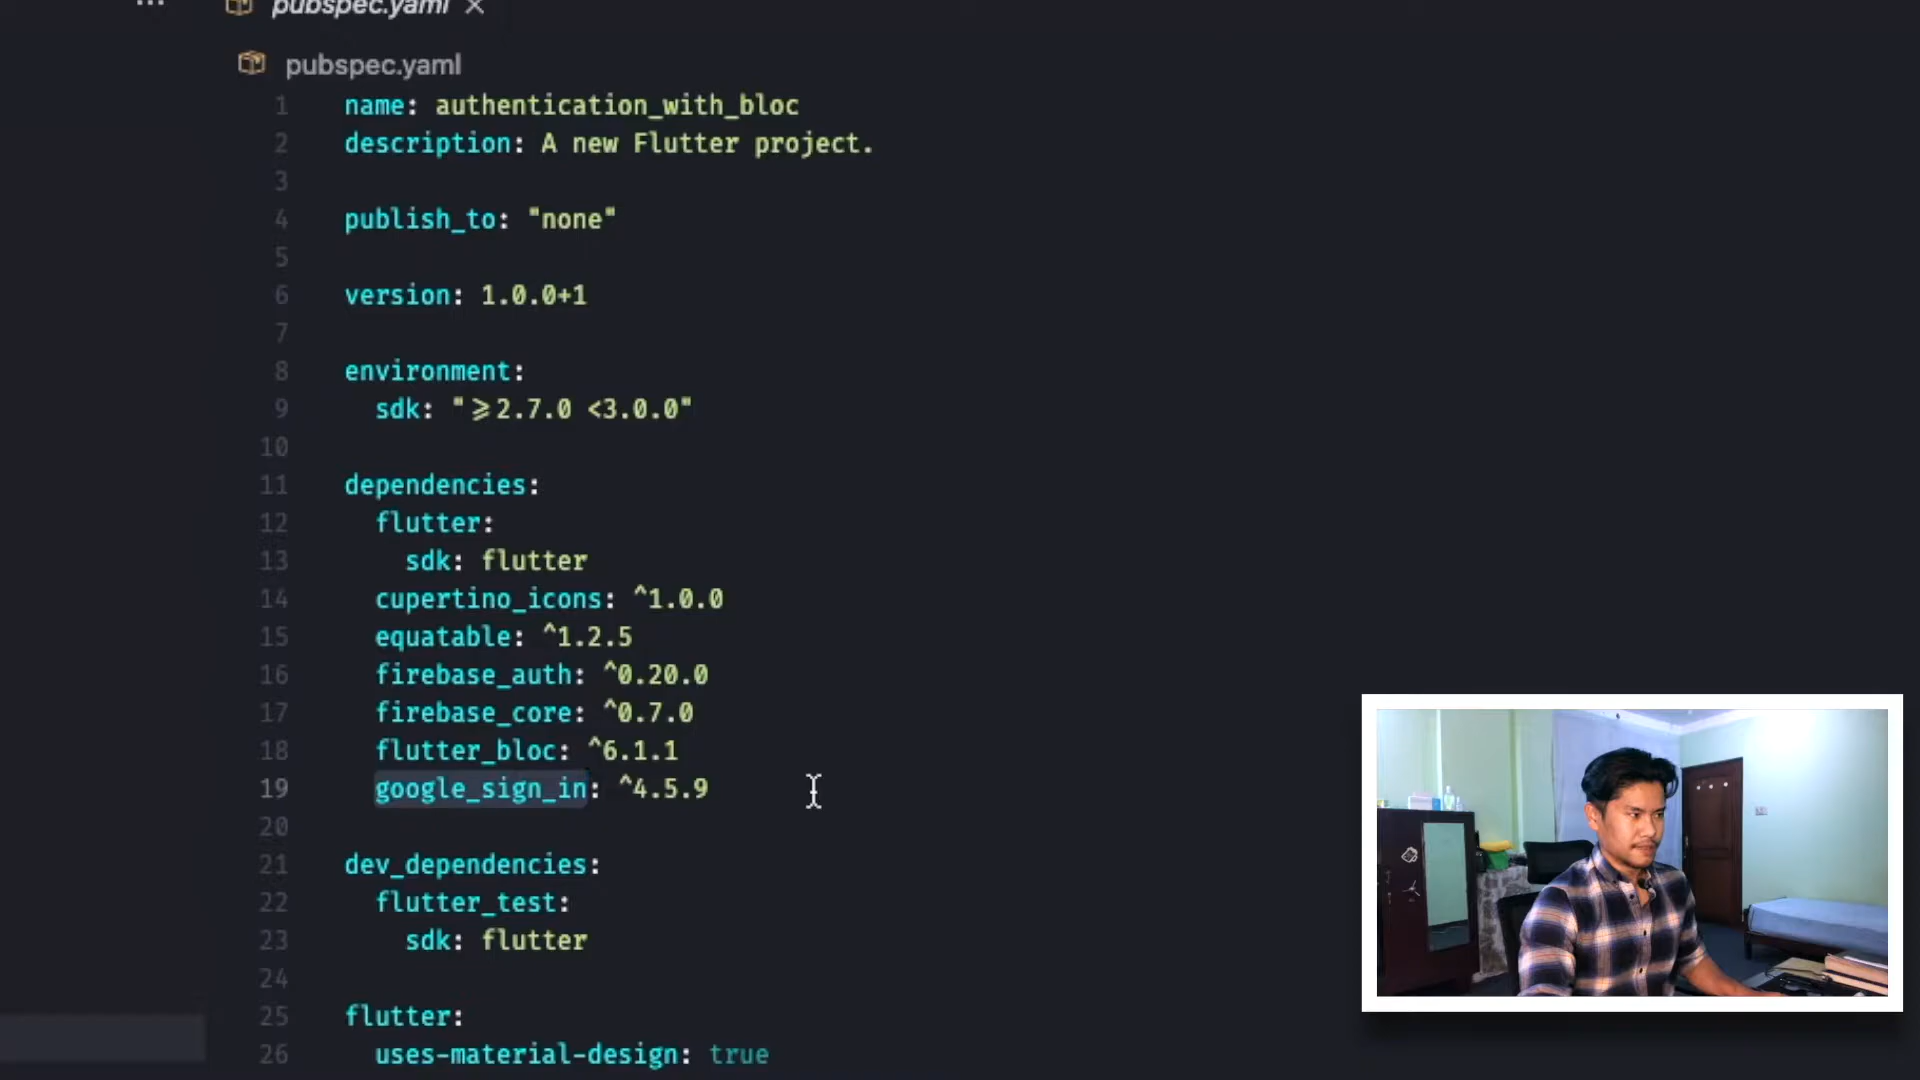 pubspec.yaml
pubspec.yaml
1 name: authentication_with_bloc
2 description: A new Flutter project.
3
4 publish_to: "none"
5
6 version: 1.0.0+1
7
8 environment:
9 sdk: "≥2.7.0 <3.0.0"
10
11 dependencies:
12 flutter:
13 sdk: flutter
14 cupertino_icons: ^1.0.0
15 equatable: ^1.2.5
16 firebase_auth: ^0.20.0
17 firebase_core: ^0.7.0
18 flutter_bloc: ^6.1.1
19 google_sign_in: ^4.5.9
20
21 dev_dependencies:
22 flutter_test:
23 sdk: flutter
24
25 flutter:
26 uses-material-design: true